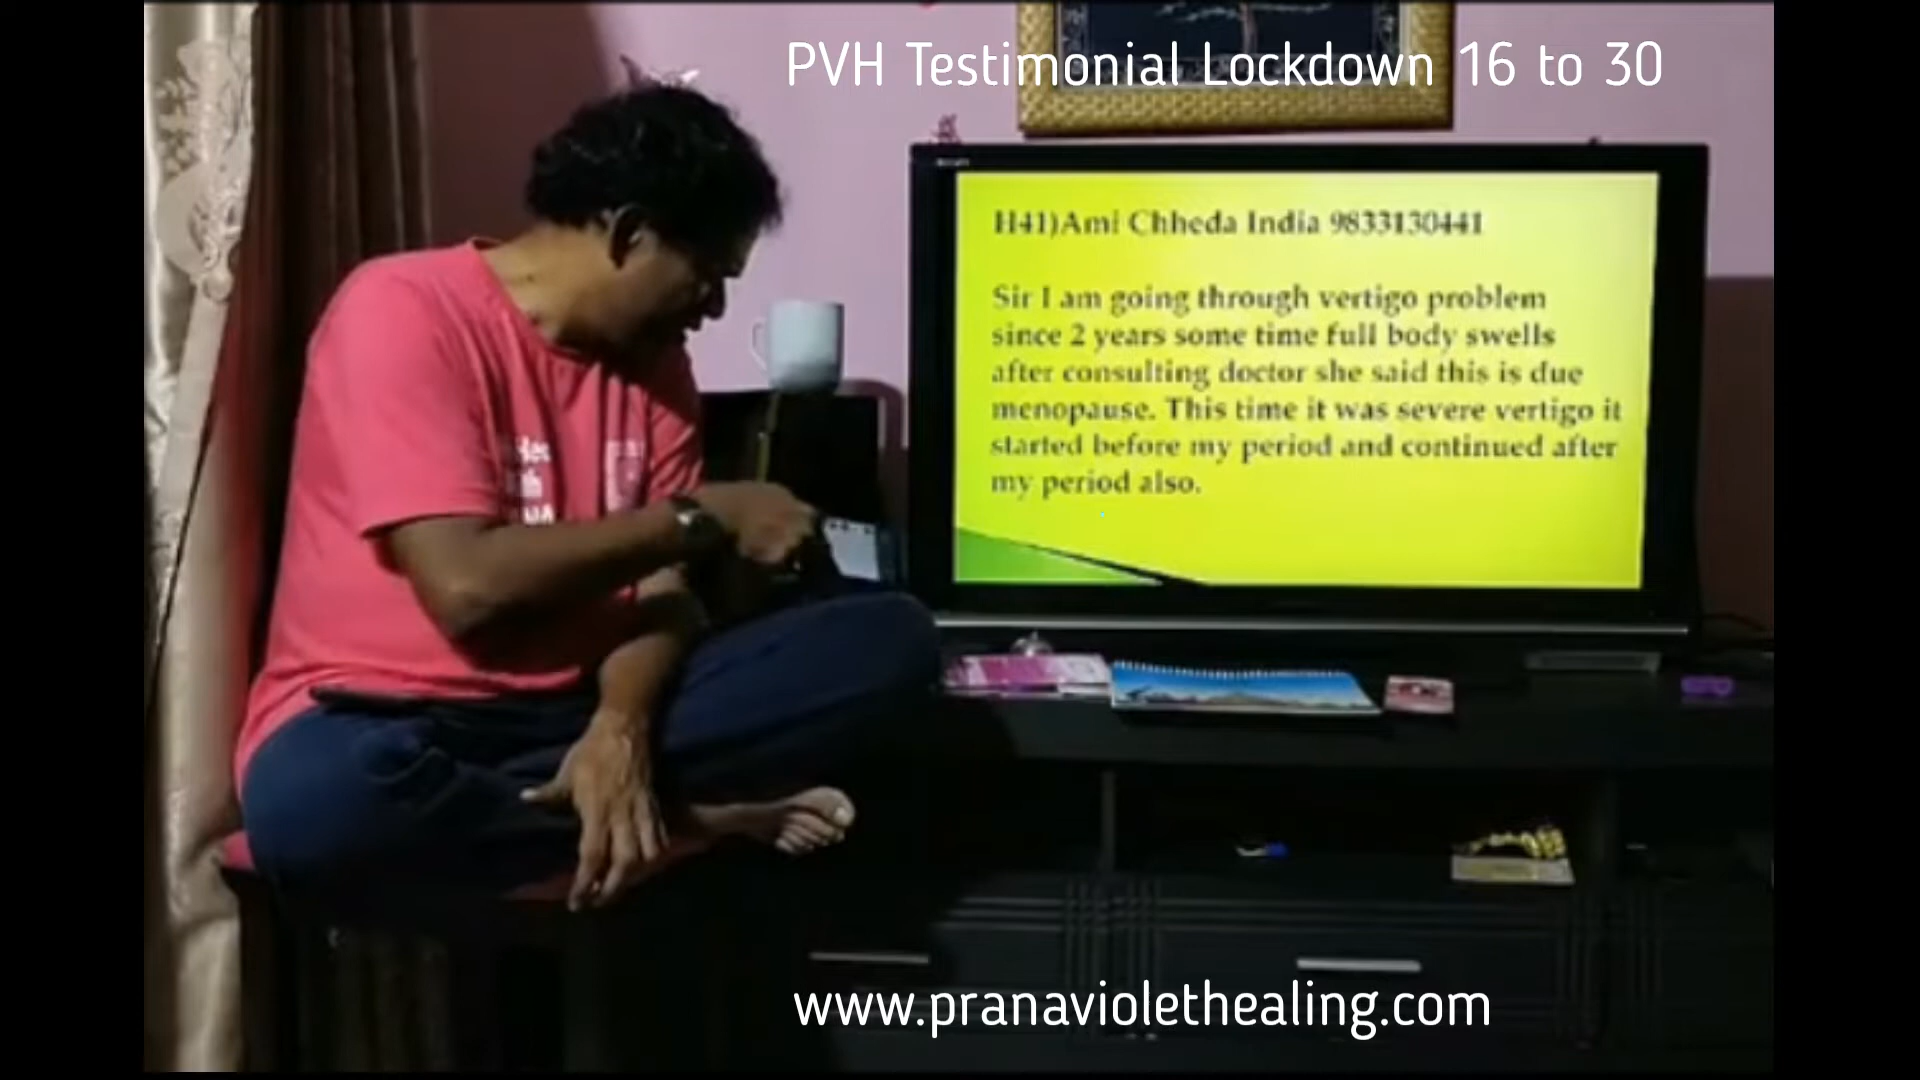 PVH Testimonial Lockdown 16 to 30
H41)Ami Chheda India 9833130441
Sir I am going through vertigo problem
since 2 years some time full body swells
after consulting doctor she said this is due
menopause. This time it was severe vertigo it
started before my period and continued after
my period also.
www.pranaviolethealing.com